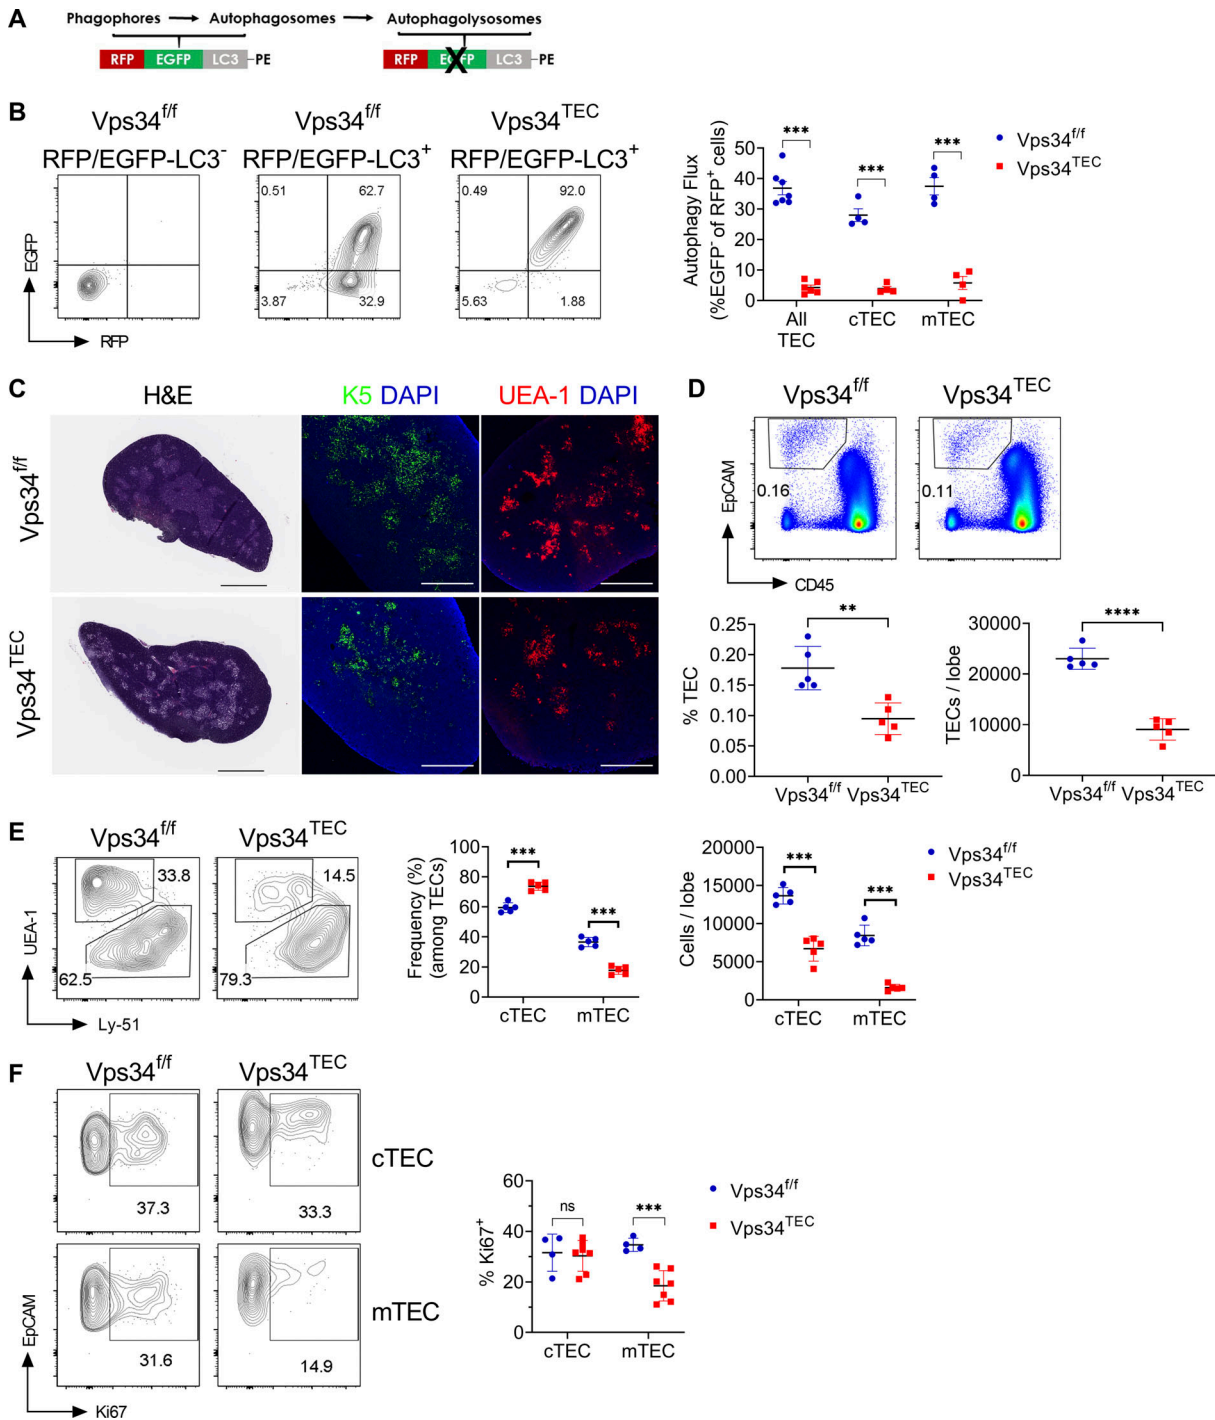 A
Phagophores → Autophagosomes → Autophagolysosomes
RFP EGFP LC3 -PE
RFP EGFP LC3 -PE
X
B
Vps34f/f
RFP/EGFP-LC3-
Vps34f/f
RFP/EGFP-LC3+
Vps34TEC
RFP/EGFP-LC3+
0.51
62.7
3.87
32.9
0.49
92.0
5.63
1.88
EGFP
RFP
Autophagy Flux
(%EGFP- of RFP+ cells)
50
40
30
20
10
0
***
***
***
All
TEC
cTEC
mTEC
Vps34f/f
Vps34TEC
C
H&E
K5 DAPI
UEA-1 DAPI
Vps34f/f
Vps34TEC
D
Vps34f/f
Vps34TEC
0.16
0.11
EpCAM
CD45
% TEC
0.25
0.20
0.15
0.10
0.05
0.00
**
Vps34f/f Vps34TEC
TECs / lobe
30000
20000
10000
0
****
Vps34f/f Vps34TEC
E
Vps34f/f
Vps34TEC
33.8
62.5
14.5
79.3
UEA-1
Ly-51
Frequency (%)
(among TECs)
100
80
60
40
20
0
***
***
cTEC
mTEC
Cells / lobe
20000
15000
10000
5000
0
***
***
cTEC
mTEC
Vps34f/f
Vps34TEC
F
Vps34f/f
Vps34TEC
37.3
33.3
cTEC
31.6
14.9
mTEC
EpCAM
Ki67
% Ki67+
60
40
20
0
ns
***
cTEC
mTEC
Vps34f/f
Vps34TEC